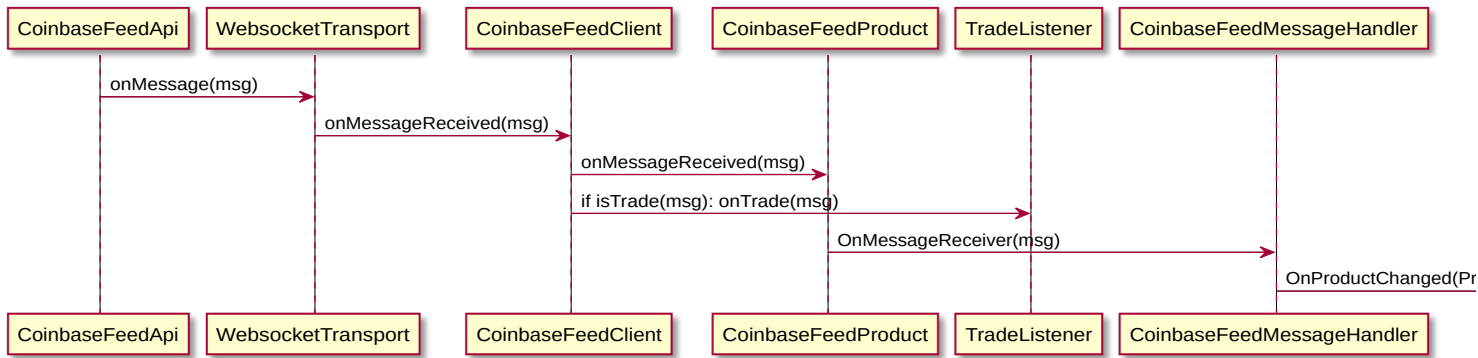 CoinbaseFeedApi WebsocketTransport CoinbaseFeedClient CoinbaseFeedProduct TradeListener CoinbaseFeedMessageHandler
onMessage(msg)
onMessageReceived(msg)
onMessageReceived(msg)
if isTrade(msg): onTrade(msg)
OnMessageReceiver(msg)
OnProductChanged(Pr
CoinbaseFeedApi WebsocketTransport CoinbaseFeedClient CoinbaseFeedProduct TradeListener CoinbaseFeedMessageHandler